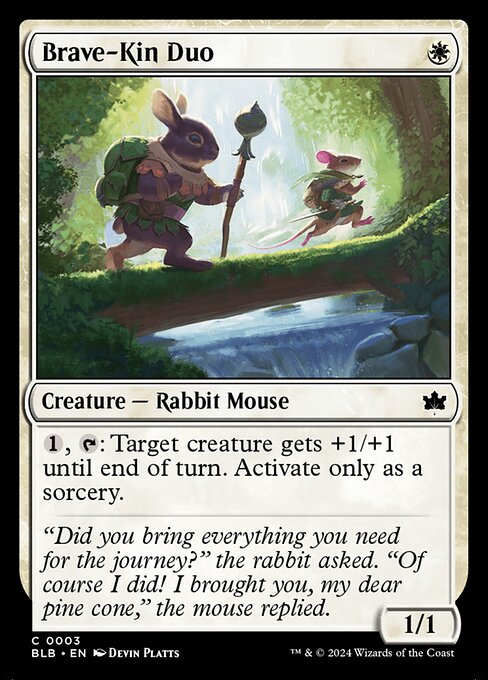 Brave-Kin Duo
Creature — Rabbit Mouse
1, : Target creature gets +1/+1
until end of turn. Activate only as a
sorcery.
“Did you bring everything you need
for the journey?” the rabbit asked. “Of
course I did! I brought you, my dear
pine cone,” the mouse replied.
1/1
C 0003
BLB • EN Devin Platts
™ & © 2024 Wizards of the Coast